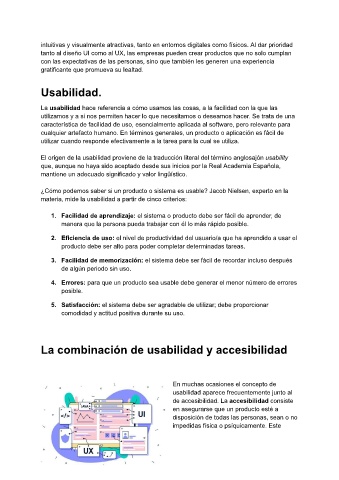 intuitivas y visualmente atractivas, tanto en entornos digitales como físicos. Al dar prioridad
tanto al diseño UI como al UX, las empresas pueden crear productos que no solo cumplan
con las expectativas de las personas, sino que también les generen una experiencia
gratificante que promueva su lealtad.
Usabilidad.
La usabilidad hace referencia a cómo usamos las cosas, a la facilidad con la que las
utilizamos y a si nos permiten hacer lo que necesitamos o deseamos hacer. Se trata de una
característica de facilidad de uso, esencialmente aplicada al software, pero relevante para
cualquier artefacto humano. En términos generales, un producto o aplicación es fácil de
utilizar cuando responde efectivamente a la tarea para la cual se utiliza.
El origen de la usabilidad proviene de la traducción literal del término anglosajón usability
que, aunque no haya sido aceptado desde sus inicios por la Real Academia Española,
mantiene un adecuado significado y valor lingüístico.
¿Cómo podemos saber si un producto o sistema es usable? Jacob Nielsen, experto en la
materia, mide la usabilidad a partir de cinco criterios:
1. Facilidad de aprendizaje: el sistema o producto debe ser fácil de aprender, de
manera que la persona pueda trabajar con él lo más rápido posible.
2. Eficiencia de uso: el nivel de productividad del usuario/a que ha aprendido a usar el
producto debe ser alto para poder completar determinadas tareas.
3. Facilidad de memorización: el sistema debe ser fácil de recordar incluso después
de algún periodo sin uso.
4. Errores: para que un producto sea usable debe generar el menor número de errores
posible.
5. Satisfacción: el sistema debe ser agradable de utilizar; debe proporcionar
comodidad y actitud positiva durante su uso.
La combinación de usabilidad y accesibilidad
En muchas ocasiones el concepto de
usabilidad aparece frecuentemente junto al
de accesibilidad. La accesibilidad consiste
en asegurarse que un producto esté a
disposición de todas las personas, sean o no
impedidas física o psíquicamente. Este
UI
UX